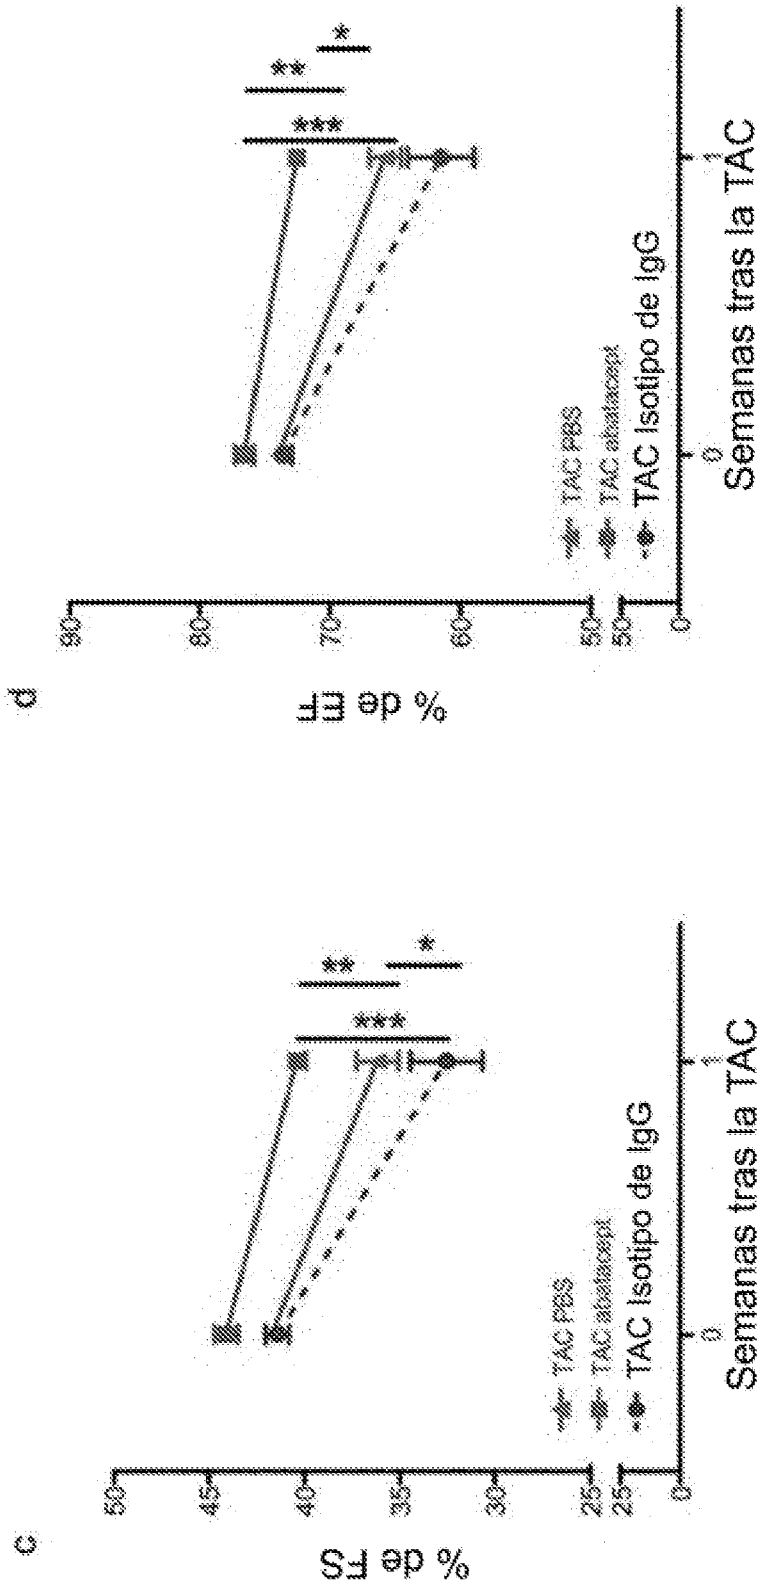 c
% de FS
50
45
40
35
30
25
25
0
***
**
*
TAC PBS
TAC abatacept
TAC Isotipo de IgG
0
1
Semanas tras la TAC
d
% de EF
90
80
70
60
50
50
0
***
**
*
TAC PBS
TAC abatacept
TAC Isotipo de IgG
0
1
Semanas tras la TAC